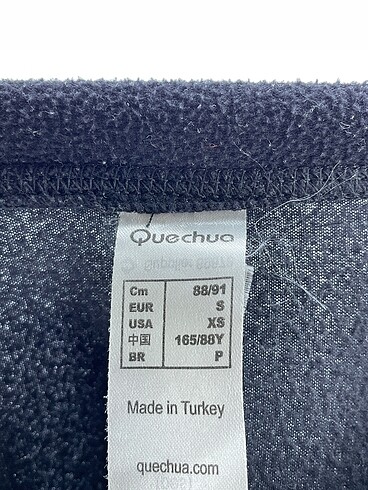 Quechua
Cm 88/91
EUR S
USA XS
中国 165/88Y
BR P
Made in Turkey
quechua.com